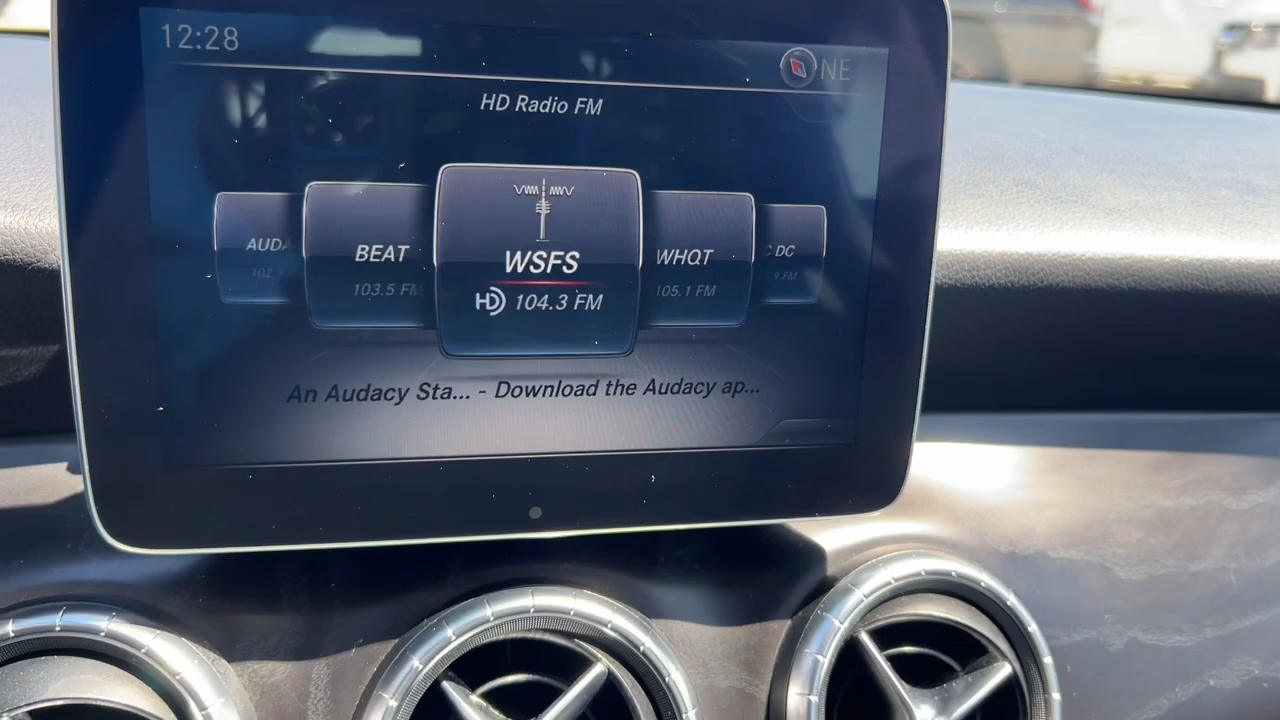 12:28
NE
HD Radio FM
AUDA
BEAT
WSFS
WHQT
C DC
102.7
103.5 FM
HD 104.3 FM
105.1 FM
9 FM
An Audacy Sta... - Download the Audacy ap...